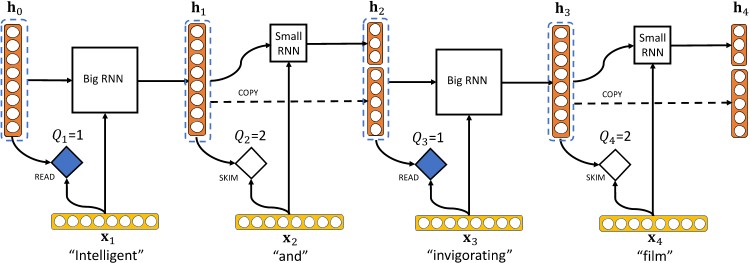 h₀
h₁
h₂
h₃
h₄
Big RNN
Small
RNN
Big RNN
Small
RNN
COPY
COPY
Q₁=1
Q₂=2
Q₃=1
Q₄=2
READ
SKIM
READ
SKIM
x₁
x₂
x₃
x₄
“Intelligent”
“and”
“invigorating”
“film”